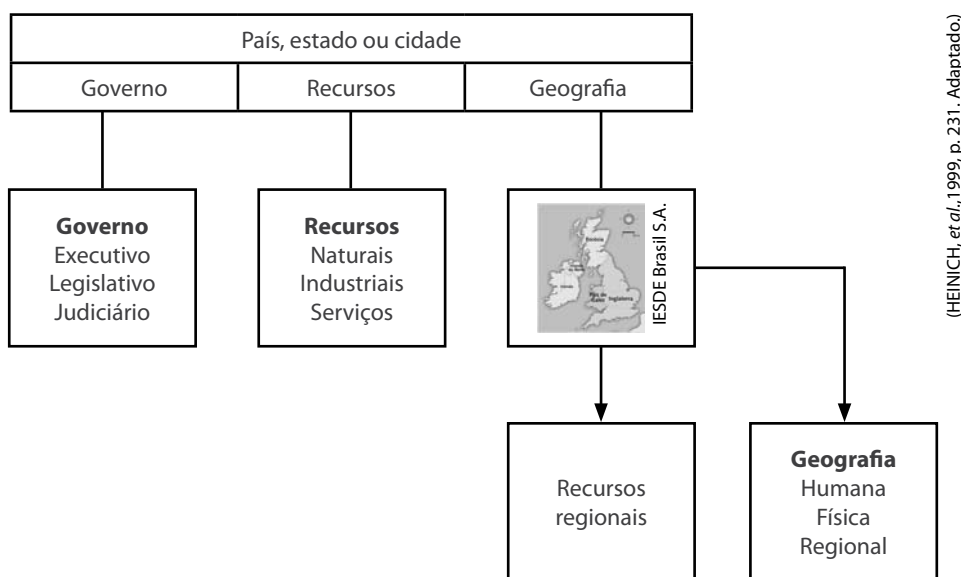 País, estado ou cidade
Governo
Recursos
Geografia
Governo
Executivo
Legislativo
Judiciário
Recursos
Naturais
Industriais
Serviços
Inglaterra
IESDE Brasil S.A.
Recursos
regionais
Geografia
Humana
Física
Regional
(HEINICH, et al.,1999, p. 231. Adaptado.)